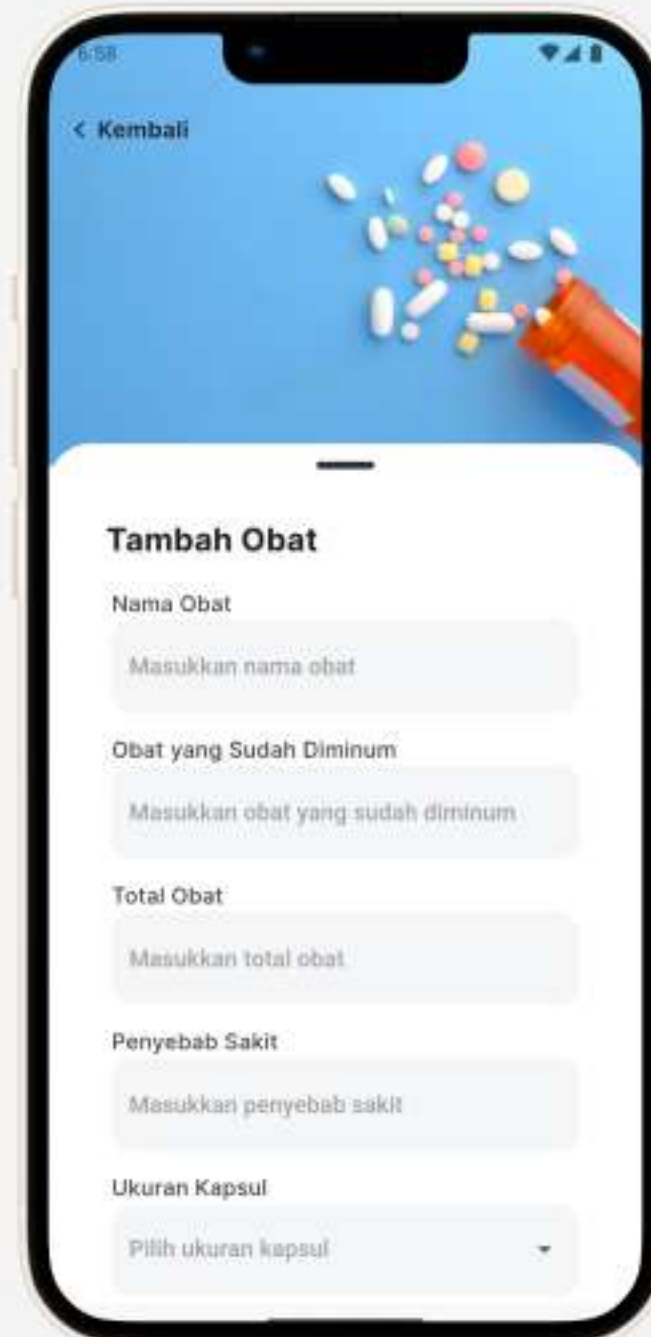 6:58
< Kembali
Tambah Obat
Nama Obat
Masukkan nama obat
Obat yang Sudah Diminum
Masukkan obat yang sudah diminum
Total Obat
Masukkan total obat
Penyebab Sakit
Masukkan penyebab sakit
Ukuran Kapsul
Pilih ukuran kapsul